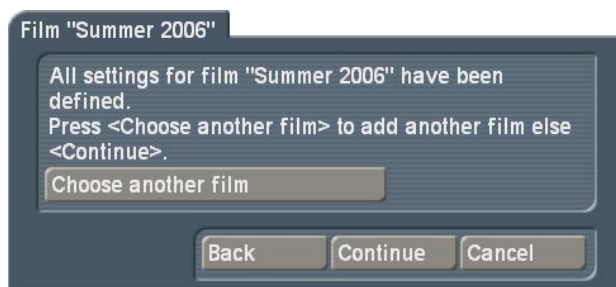 Film "Summer 2006"
All settings for film "Summer 2006" have been
defined.
Press <Choose another film> to add another film else
<Continue>.
Choose another film
Back Continue Cancel